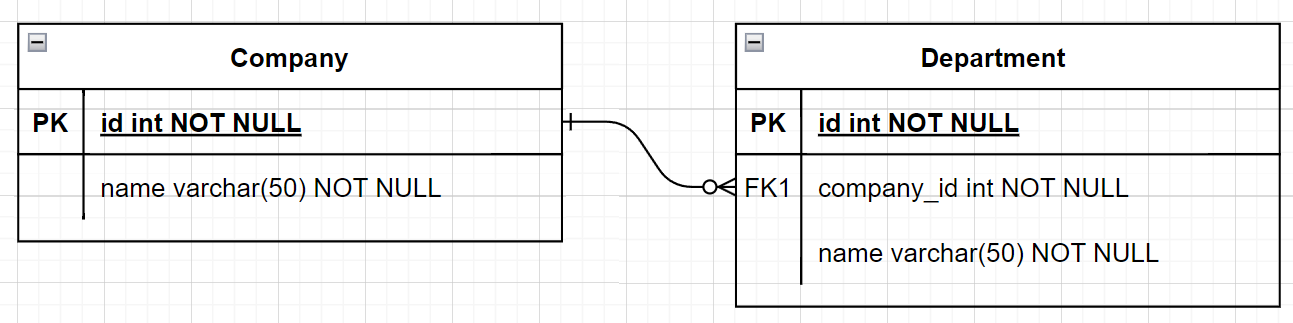 Company
PK id int NOT NULL
name varchar(50) NOT NULL
Department
PK id int NOT NULL
FK1 company_id int NOT NULL
name varchar(50) NOT NULL